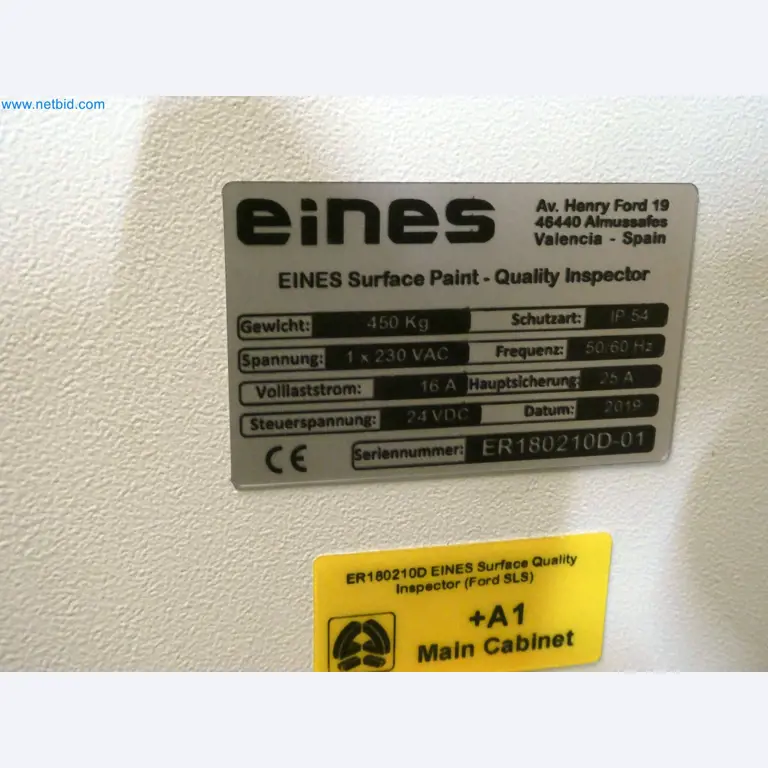 www.netbid.com
eines
Av. Henry Ford 19
46440 Almussafes
Valencia - Spain
EINES Surface Paint - Quality Inspector
Gewicht: 450 Kg Schutzart: IP 54
Spannung: 1 x 230 VAC Frequenz: 50/60 Hz
Volllaststrom: 16 A Hauptsicherung: 25 A
Steuerspannung: 24 VDC Datum: 2019
CE Seriennummer: ER180210D-01
ER180210D EINES Surface Quality
Inspector (Ford SLS)
+A1
Main Cabinet